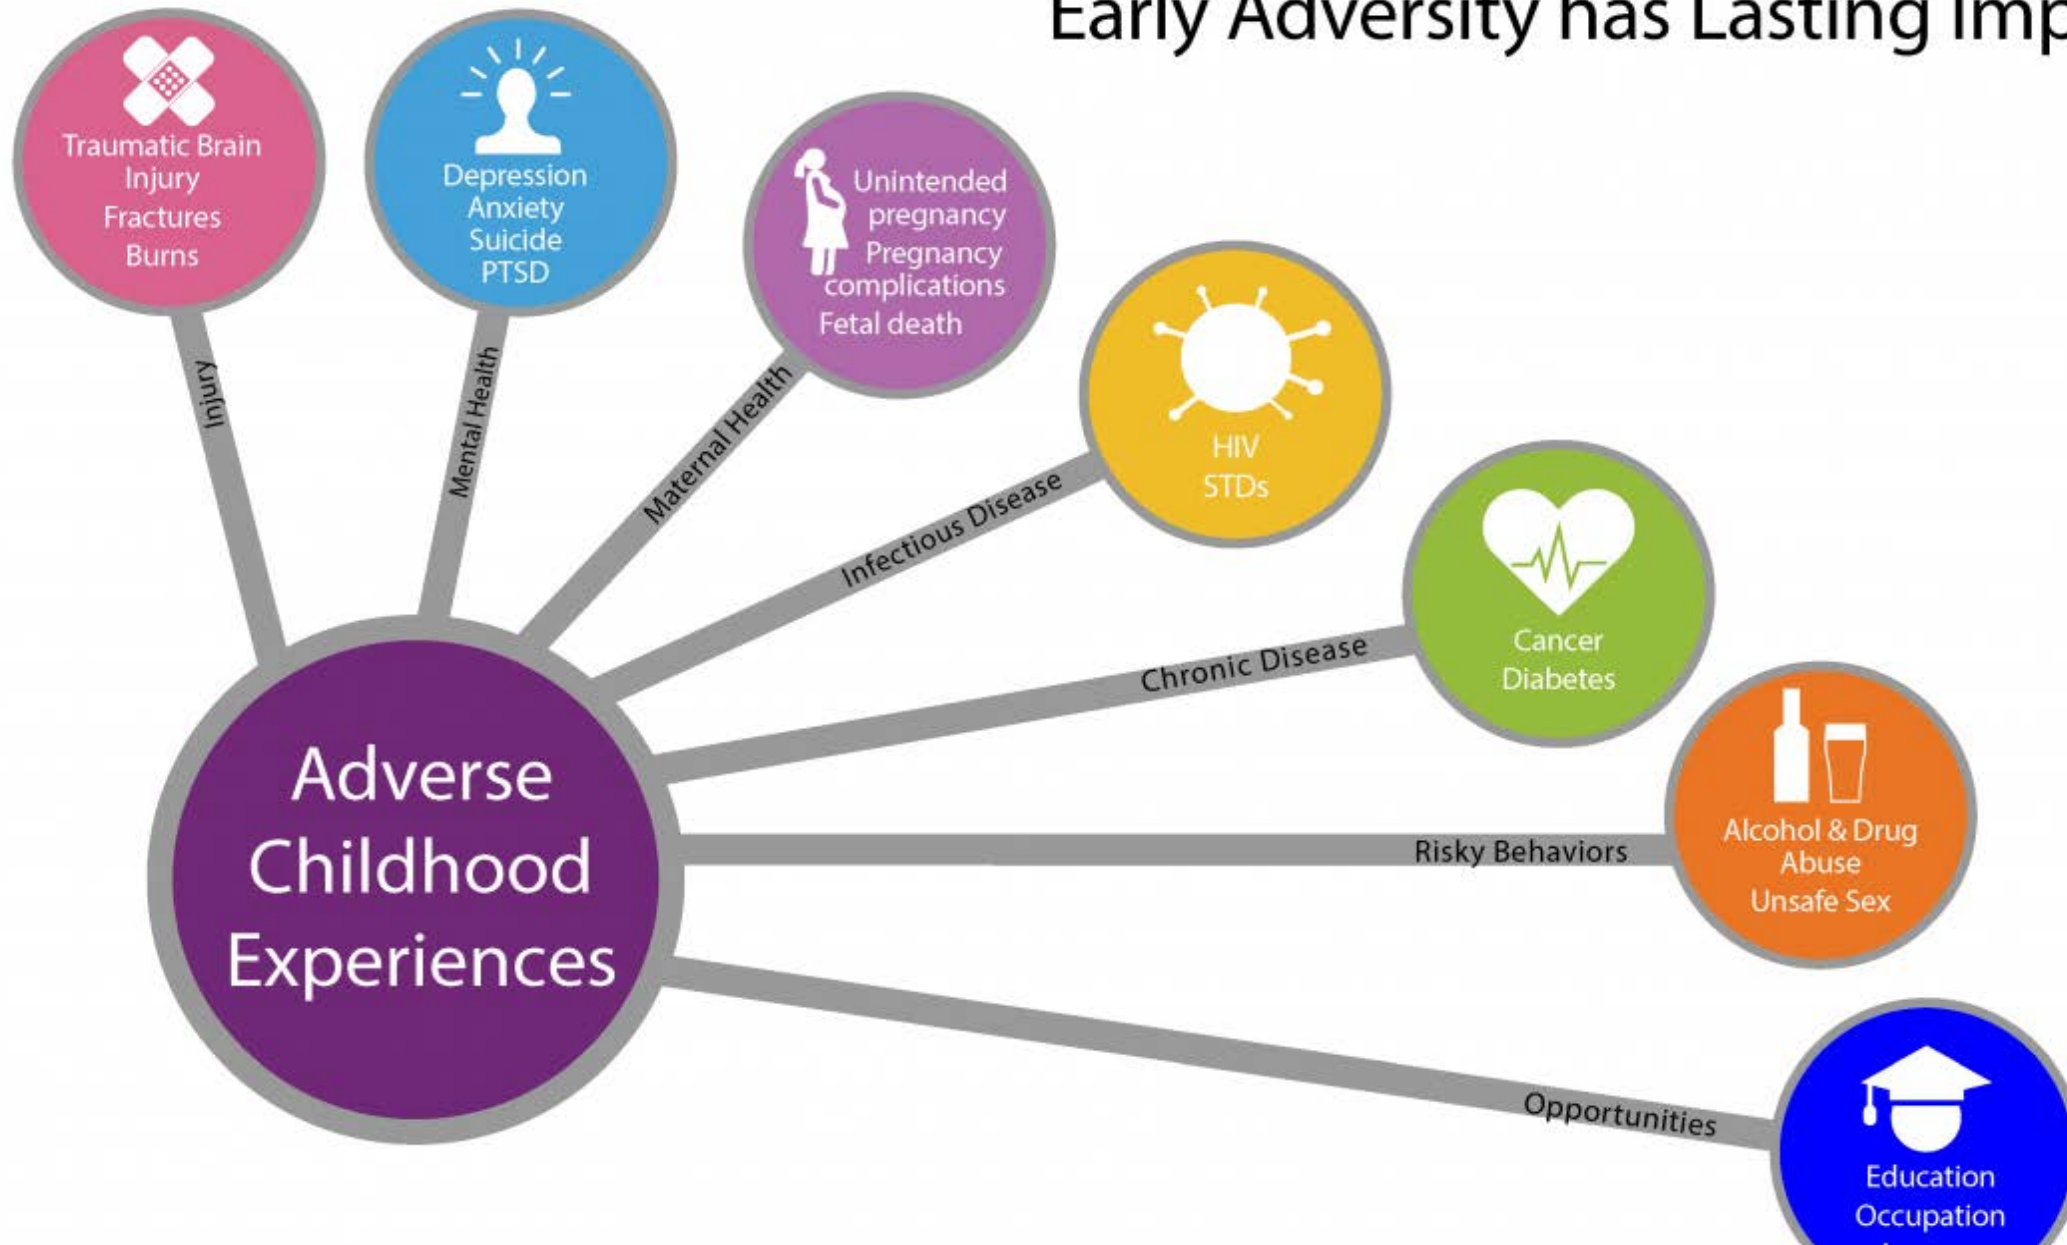 Early Adversity has Lasting
Traumatic Brain
Injury
Fractures
Burns
Depression
Anxiety
Suicide
PTSD
Unintended
pregnancy
Pregnancy
complications
Fetal death
HIV
STDs
Cancer
Diabetes
Alcohol & Drug
Abuse
Unsafe Sex
Education
Occupation
Injury
Mental Health
Maternal Health
Infectious Disease
Chronic Disease
Risky Behaviors
Opportunities
Adverse
Childhood
Experiences